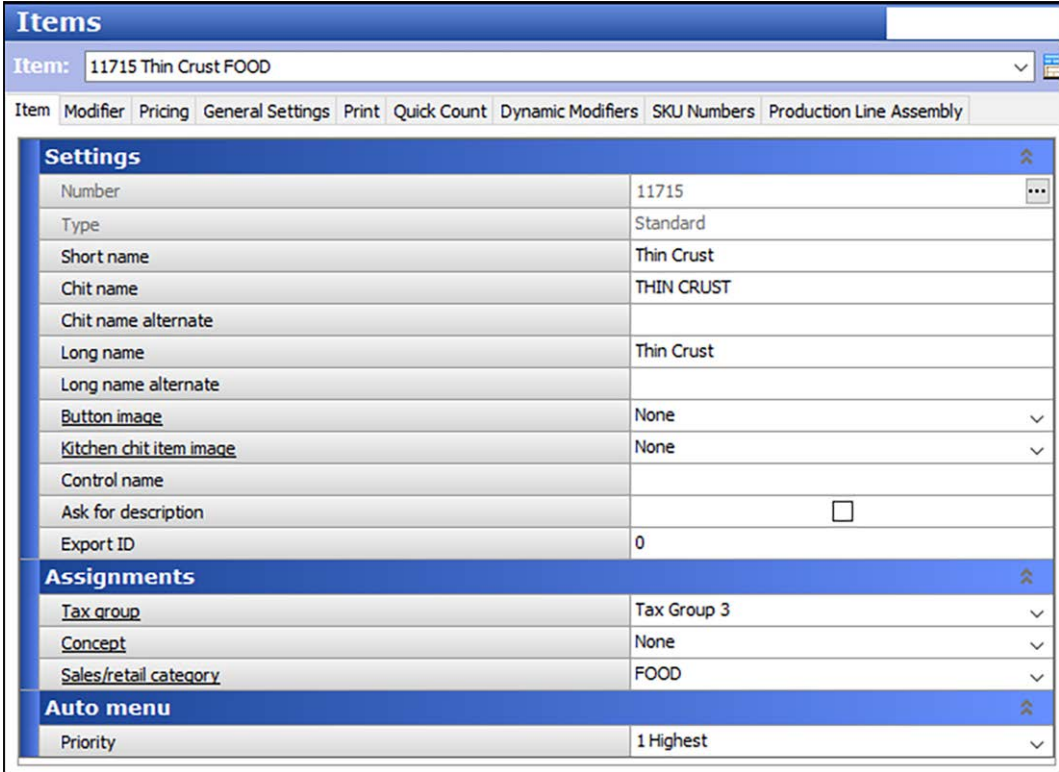 Items
Item: 11715 Thin Crust FOOD
Item Modifier Pricing General Settings Print Quick Count Dynamic Modifiers SKU Numbers Production Line Assembly
Settings
Number 11715 ...
Type Standard
Short name Thin Crust
Chit name THIN CRUST
Chit name alternate
Long name Thin Crust
Long name alternate
Button image None
Kitchen chit item image None
Control name
Ask for description
Export ID 0
Assignments
Tax group Tax Group 3
Concept None
Sales/retail category FOOD
Auto menu
Priority 1 Highest